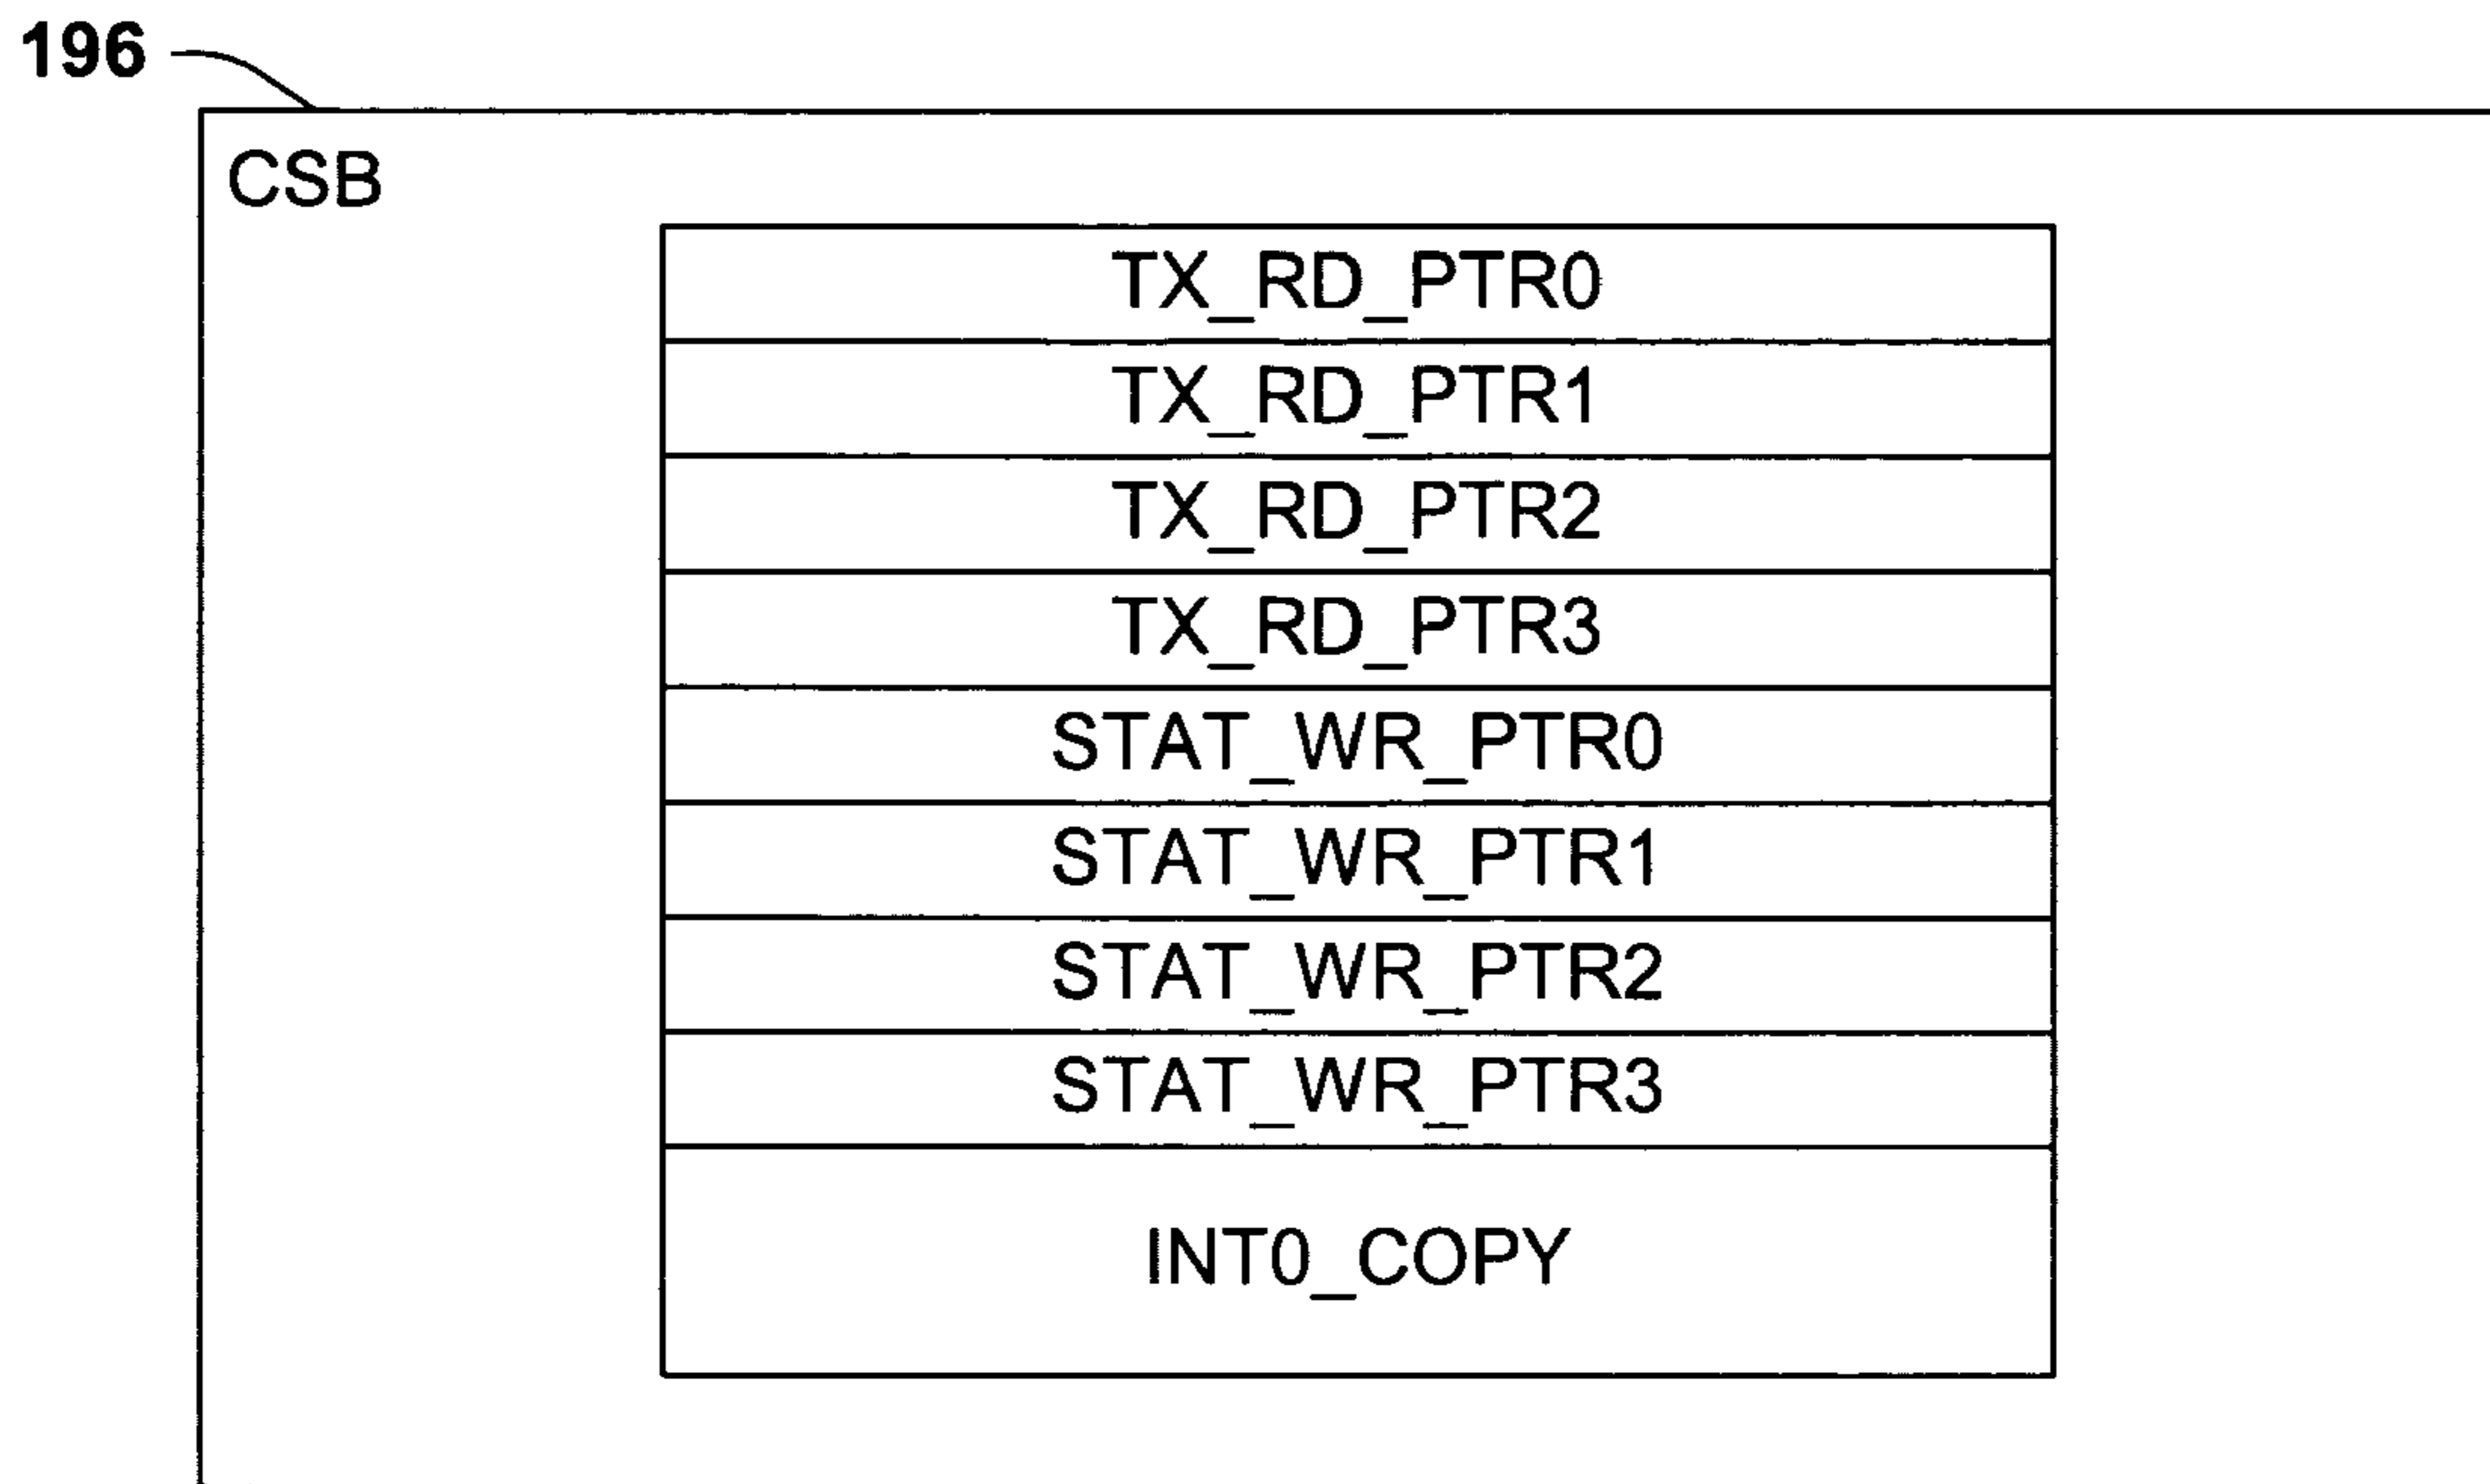 196
CSB
TX_RD_PTR0
TX_RD_PTR1
TX_RD_PTR2
TX_RD_PTR3
STAT_WR_PTR0
STAT_WR_PTR1
STAT_WR_PTR2
STAT_WR_PTR3
INT0_COPY